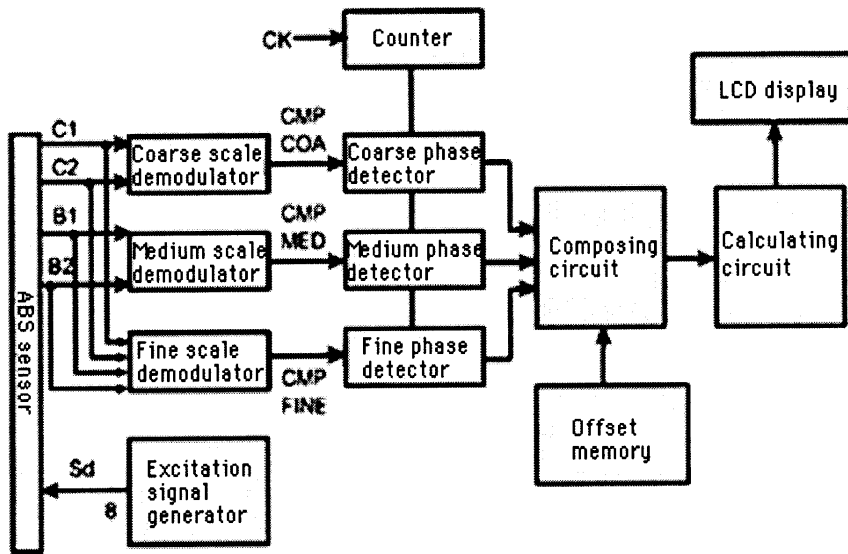 CK
Counter
LCD display
C1
C2
B1
B2
CMP
COA
CMP
MED
CMP
FINE
Coarse scale
demodulator
Coarse phase
detector
Medium scale
demodulator
Medium phase
detector
Fine scale
demodulator
Fine phase
detector
Composing
circuit
Calculating
circuit
ABS sensor
Offset
memory
Sd
8
Excitation
signal
generator